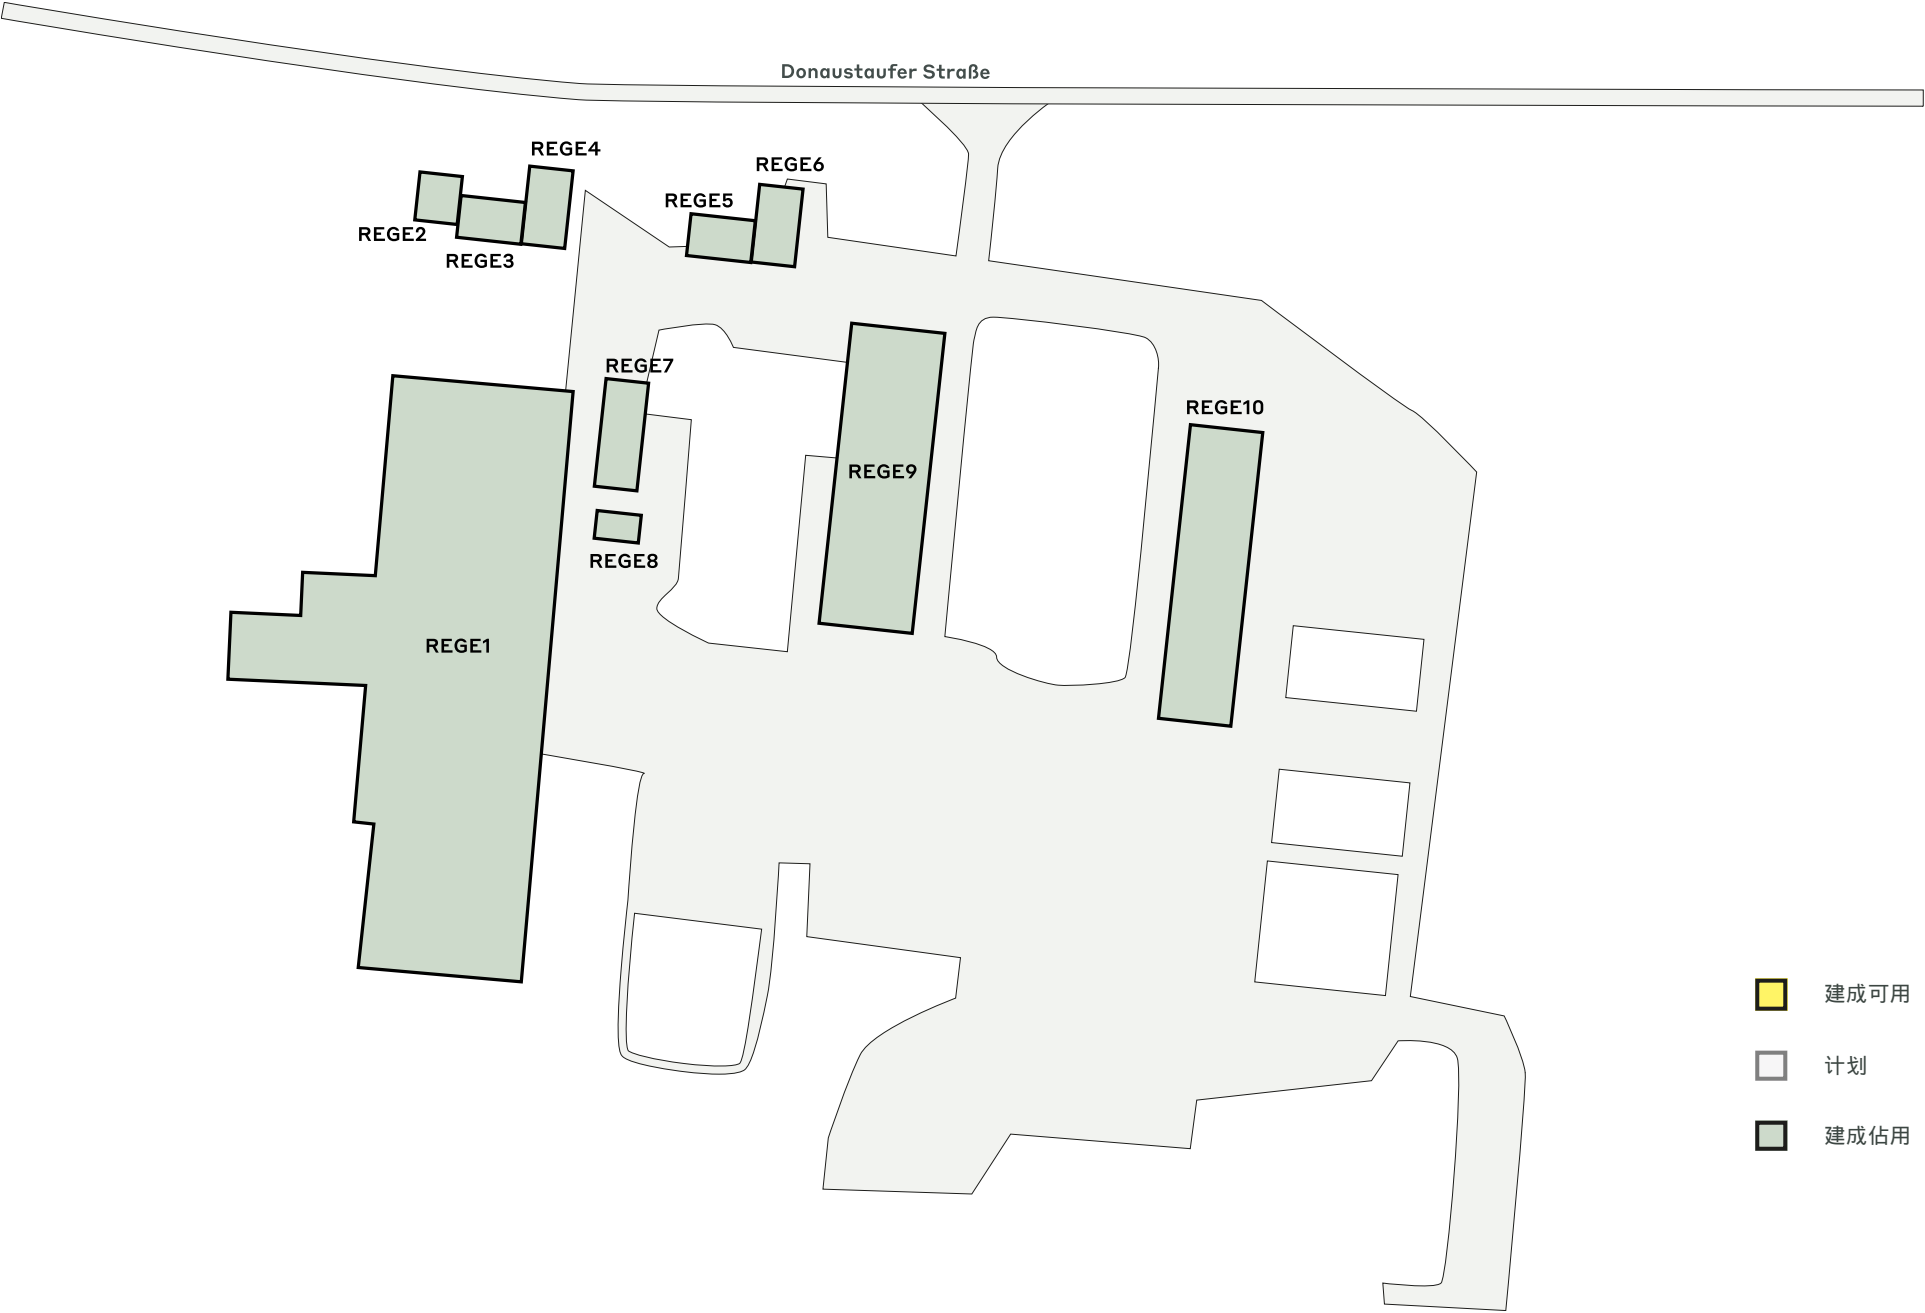 Donaustaufer Straße
REGE4
REGE6
REGE5
REGE2
REGE3
REGE7
REGE10
REGE9
REGE8
REGE1
建成可用
计划
建成佔用